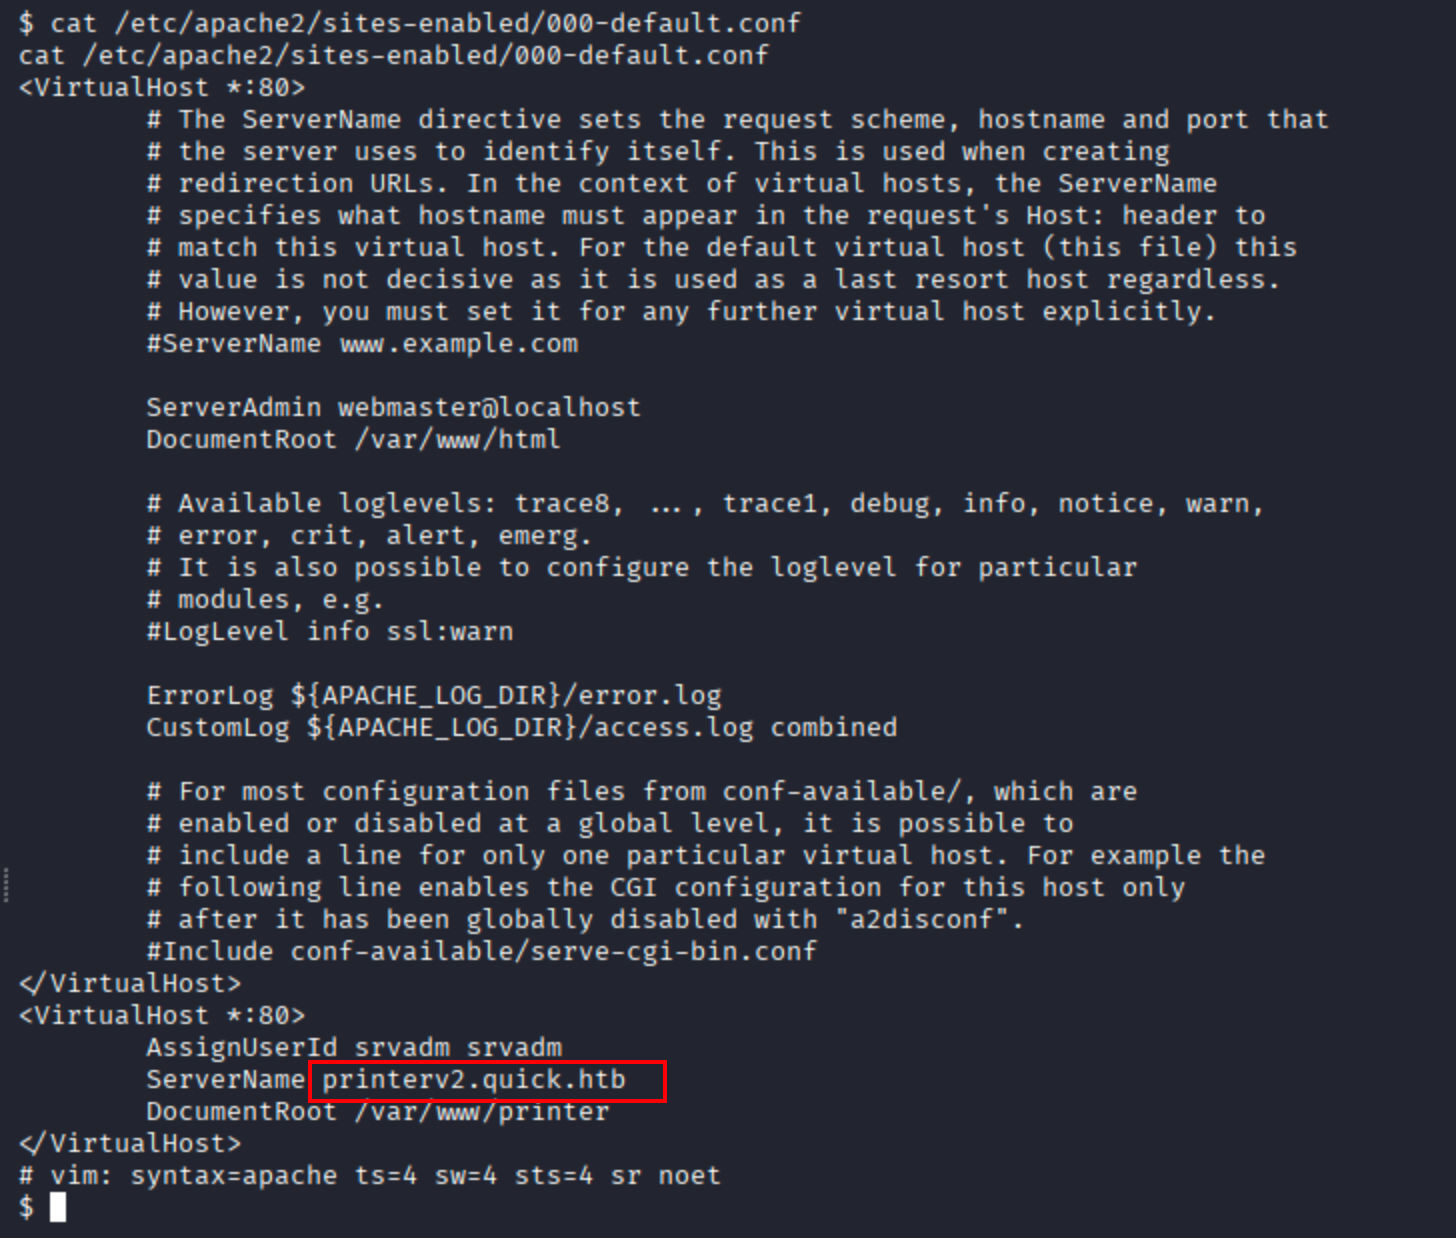 $ cat /etc/apache2/sites-enabled/000-default.conf
cat /etc/apache2/sites-enabled/000-default.conf
<VirtualHost *:80>
        # The ServerName directive sets the request scheme, hostname and port that
        # the server uses to identify itself. This is used when creating
        # redirection URLs. In the context of virtual hosts, the ServerName
        # specifies what hostname must appear in the request's Host: header to
        # match this virtual host. For the default virtual host (this file) this
        # value is not decisive as it is used as a last resort host regardless.
        # However, you must set it for any further virtual host explicitly.
        #ServerName www.example.com

        ServerAdmin webmaster@localhost
        DocumentRoot /var/www/html

        # Available loglevels: trace8, ..., trace1, debug, info, notice, warn,
        # error, crit, alert, emerg.
        # It is also possible to configure the loglevel for particular
        # modules, e.g.
        #LogLevel info ssl:warn

        ErrorLog ${APACHE_LOG_DIR}/error.log
        CustomLog ${APACHE_LOG_DIR}/access.log combined

        # For most configuration files from conf-available/, which are
        # enabled or disabled at a global level, it is possible to
        # include a line for only one particular virtual host. For example the
        # following line enables the CGI configuration for this host only
        # after it has been globally disabled with "a2disconf".
        #Include conf-available/serve-cgi-bin.conf
</VirtualHost>
<VirtualHost *:80>
        AssignUserId srvadm srvadm
        ServerName printerv2.quick.htb
        DocumentRoot /var/www/printer
</VirtualHost>
# vim: syntax=apache ts=4 sw=4 sts=4 sr noet
$